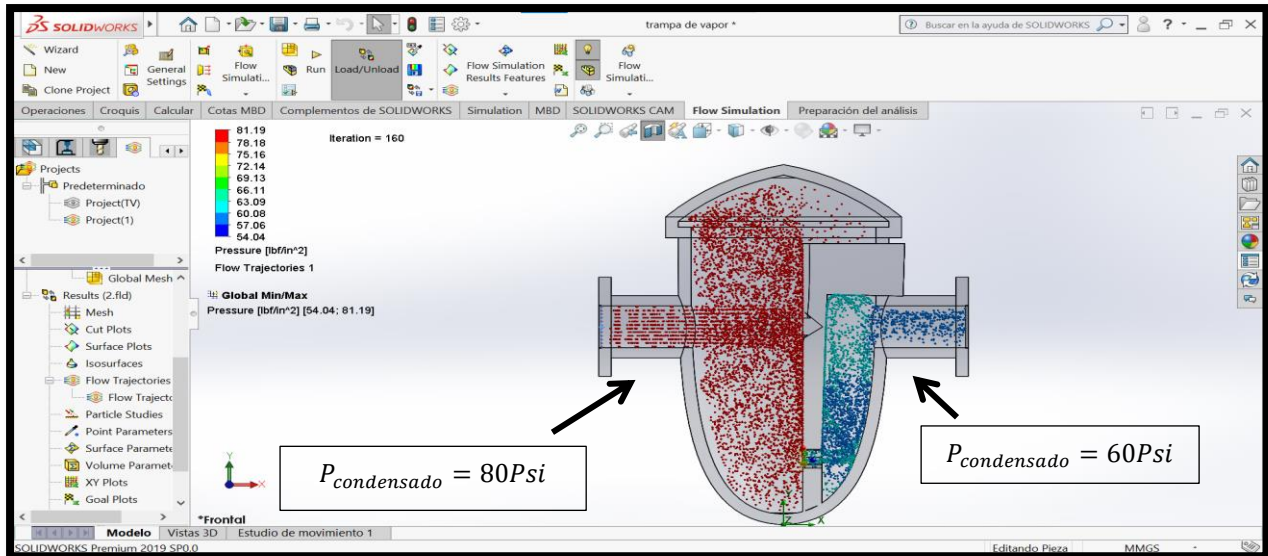 SOLIDWORKS
trampa de vapor *
Buscar en la ayuda de SOLIDWORKS
Wizard
New
Clone Project
General Settings
Flow Simulati...
Run
Load/Unload
Flow Simulation Results Features
Flow Simulati...
Operaciones Croquis Calcular Cotas MBD Complementos de SOLIDWORKS Simulation MBD SOLIDWORKS CAM Flow Simulation Preparación del análisis
Projects
Predeterminado
Project(TV)
Project(1)
Global Mesh
Results (2.fld)
Mesh
Cut Plots
Surface Plots
Isosurfaces
Flow Trajectories
Flow Trajectc
Particle Studies
Point Parameters
Surface Paramete
Volume Paramet
XY Plots
Goal Plots
81.19
78.18
75.16
72.14
69.13
66.11
63.09
60.08
57.06
54.04
Pressure [lbf/in^2]
Flow Trajectories 1
Iteration = 160
Global Min/Max
Pressure [lbf/in^2] [54.04; 81.19]
P_condensado = 80Psi
P_condensado = 60Psi
Y
X
Y
Z X
*Frontal
Modelo Vistas 3D Estudio de movimiento 1
SOLIDWORKS Premium 2019 SP0.0
Editando Pieza
MMGS